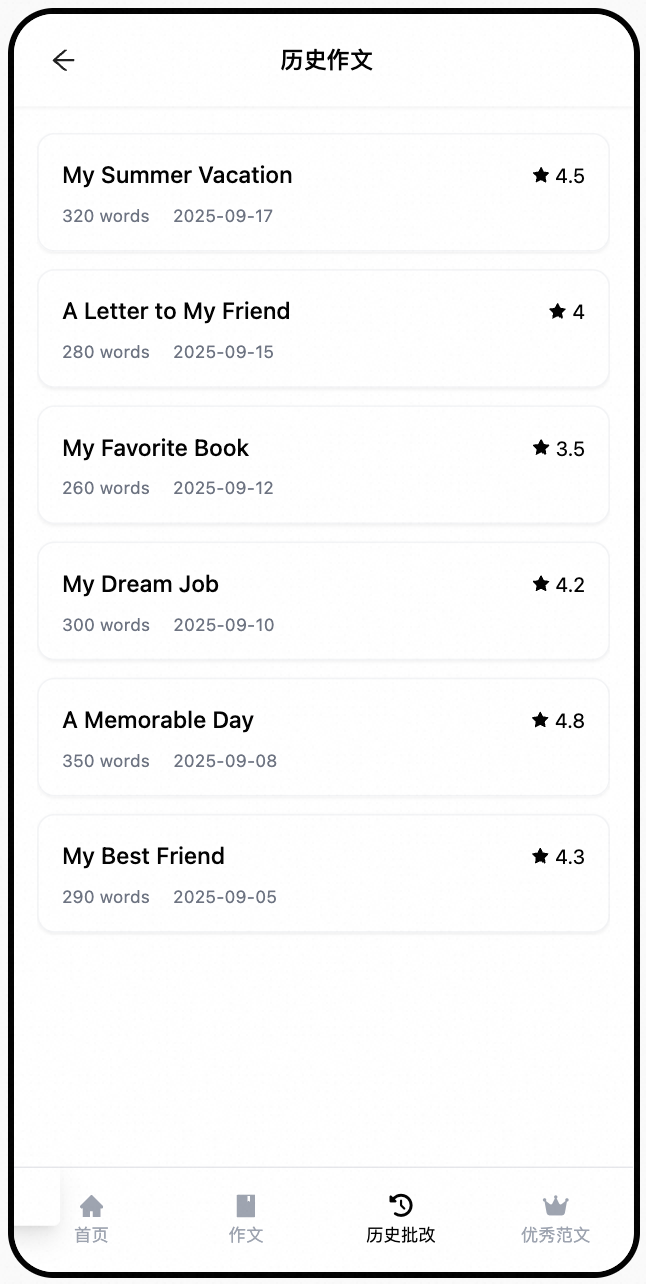 历史作文
My Summer Vacation
4.5
320 words 2025-09-17
A Letter to My Friend
4
280 words 2025-09-15
My Favorite Book
3.5
260 words 2025-09-12
My Dream Job
4.2
300 words 2025-09-10
A Memorable Day
4.8
350 words 2025-09-08
My Best Friend
4.3
290 words 2025-09-05
首页
作文
历史批改
优秀范文